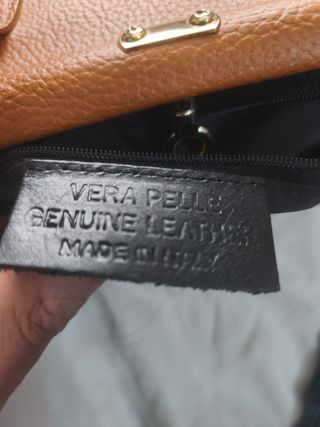 VERA PELLE
GENUINE LEATHER
MADE IN ITALY